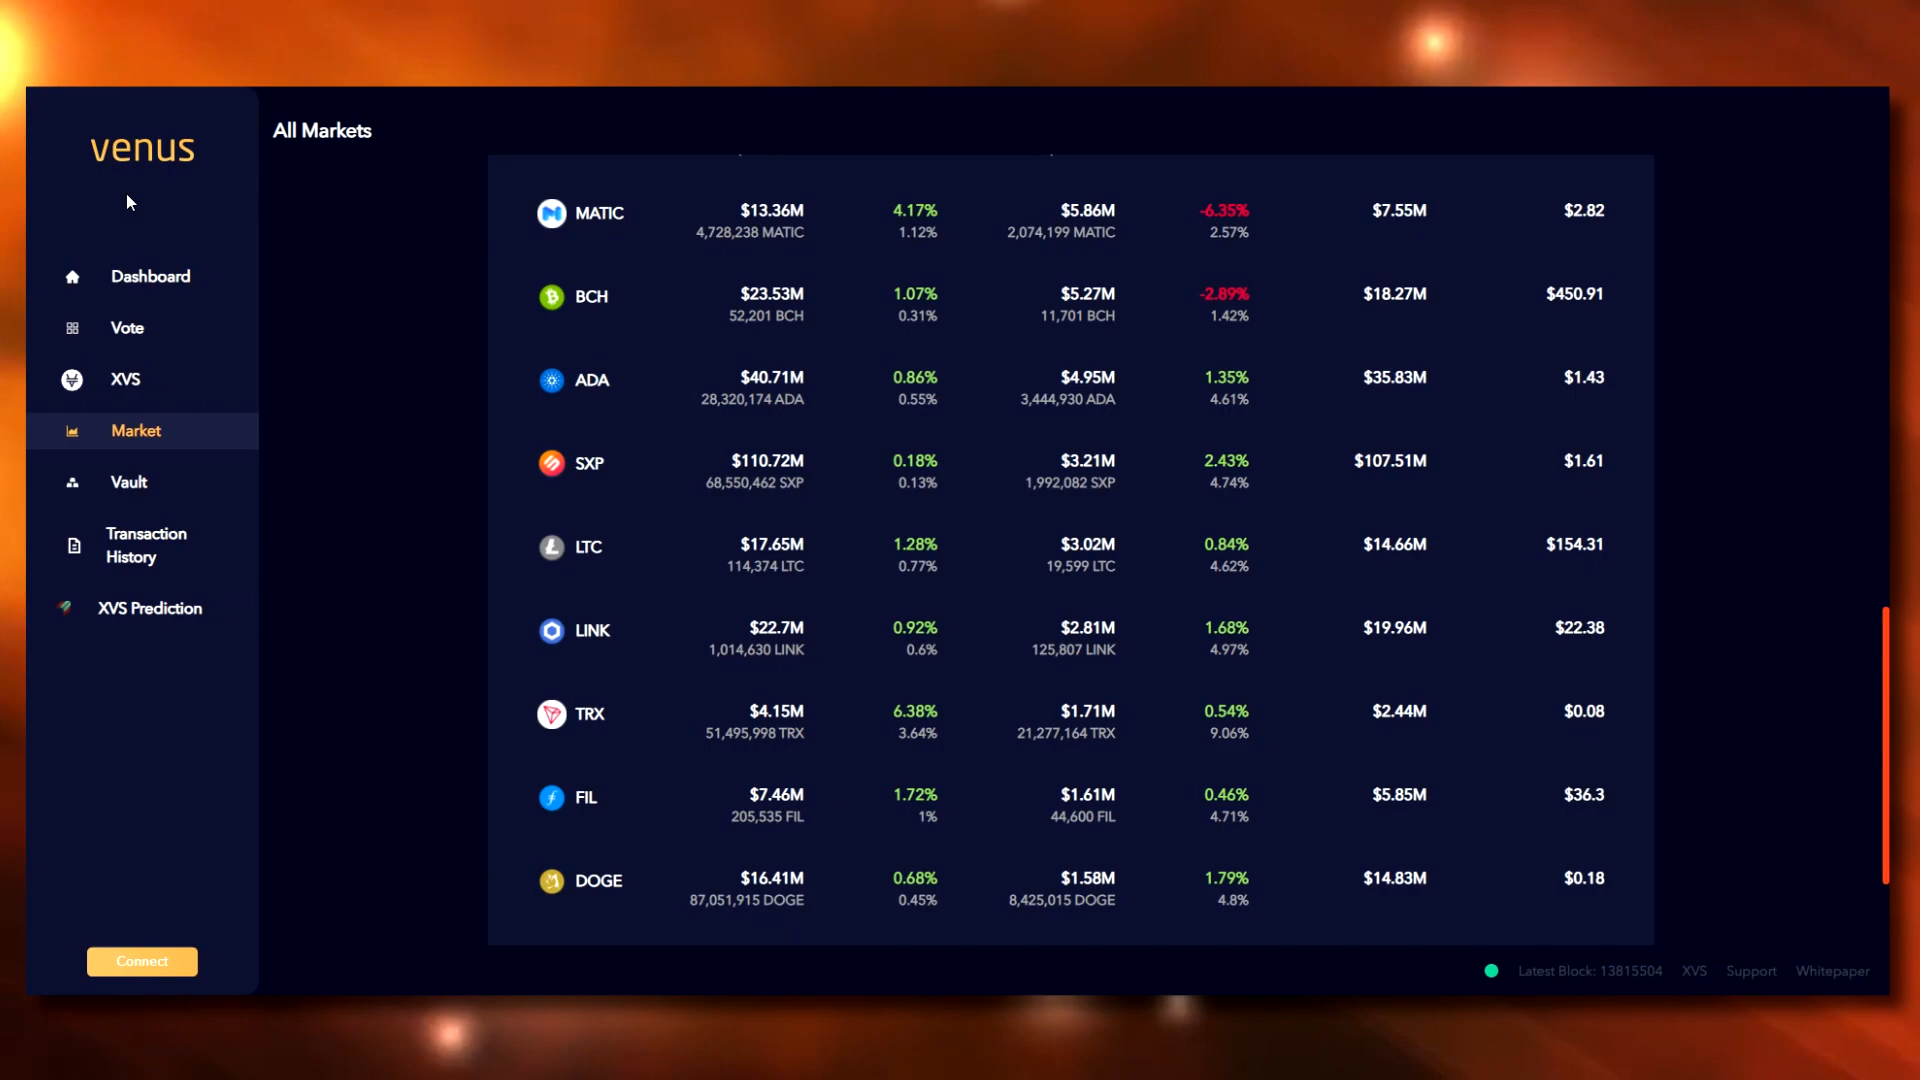 venus
All Markets
Dashboard
Vote
XVS
Market
Vault
Transaction
History
XVS Prediction
Connect
MATIC $13.36M 4.17% $5.86M -6.35% $7.55M $2.82
4,728,238 MATIC 1.12% 2,074,199 MATIC 2.57%
BCH $23.53M 1.07% $5.27M -2.89% $18.27M $450.91
52,201 BCH 0.31% 11,701 BCH 1.42%
ADA $40.71M 0.86% $4.95M 1.35% $35.83M $1.43
28,320,174 ADA 0.55% 3,444,930 ADA 4.61%
SXP $110.72M 0.18% $3.21M 2.43% $107.51M $1.61
68,550,462 SXP 0.13% 1,992,082 SXP 4.74%
LTC $17.65M 1.28% $3.02M 0.84% $14.66M $154.31
114,374 LTC 0.77% 19,599 LTC 4.62%
LINK $22.7M 0.92% $2.81M 1.68% $19.96M $22.38
1,014,630 LINK 0.6% 125,807 LINK 4.97%
TRX $4.15M 6.38% $1.71M 0.54% $2.44M $0.08
51,495,998 TRX 3.64% 21,277,164 TRX 9.06%
FIL $7.46M 1.72% $1.61M 0.46% $5.85M $36.3
205,535 FIL 1% 44,600 FIL 4.71%
DOGE $16.41M 0.68% $1.58M 1.79% $14.83M $0.18
87,051,915 DOGE 0.45% 8,425,015 DOGE 4.8%
Latest Block: 13815504 XVS Support Whitepaper